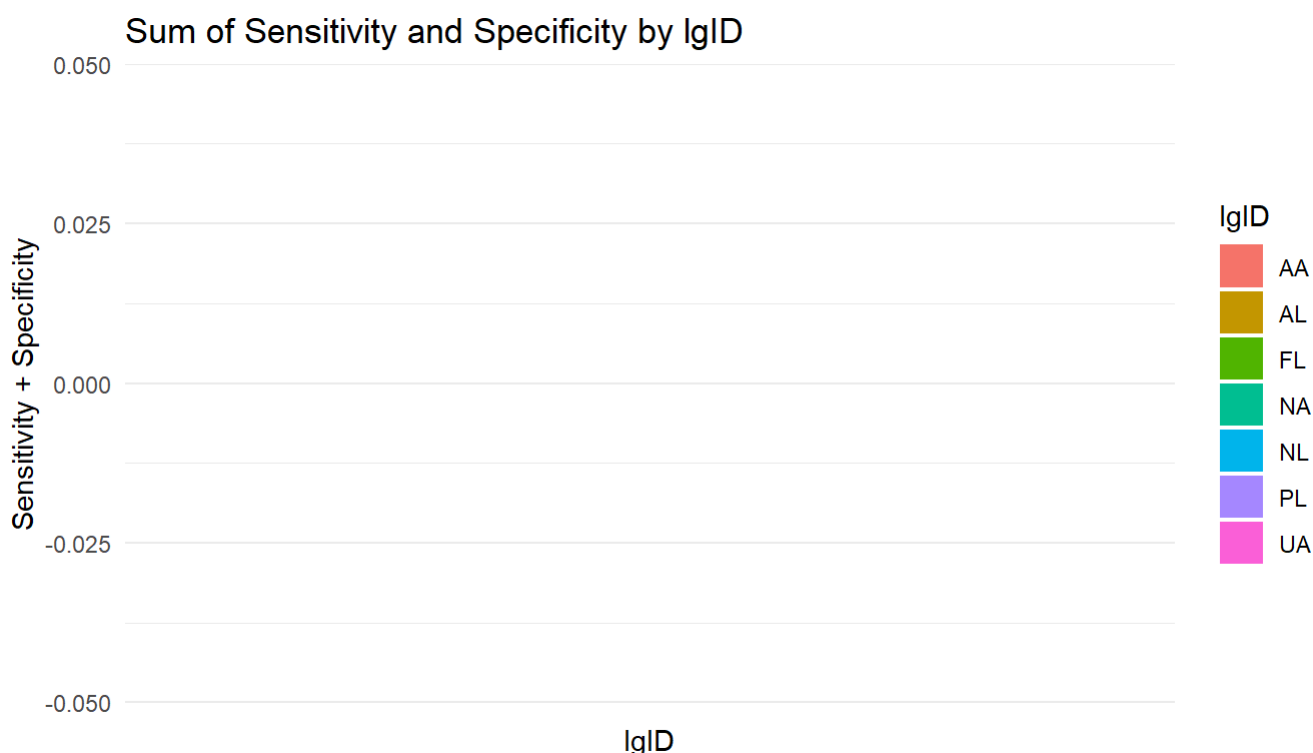 Sum of Sensitivity and Specificity by lgID
0.050
0.025
0.000
-0.025
-0.050
Sensitivity + Specificity
lgID
lgID
AA
AL
FL
NA
NL
PL
UA